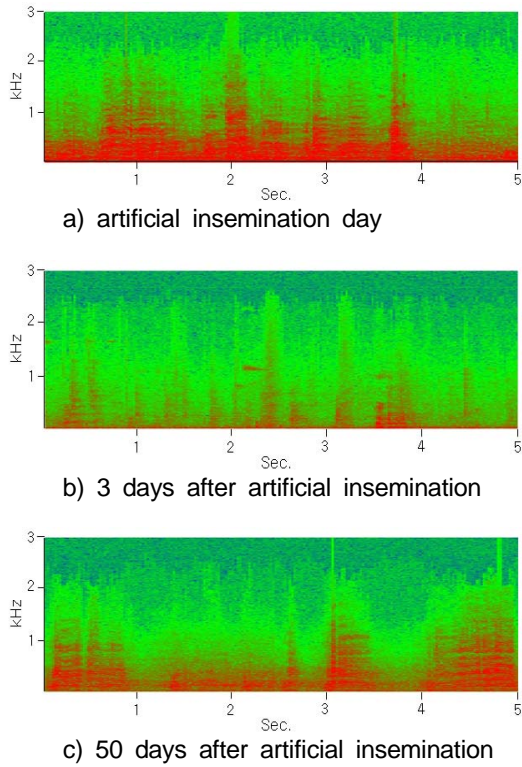 3
2
1
kHz
1 2 3 4 5
Sec.
a) artificial insemination day
3
2
1
kHz
1 2 3 4 5
Sec.
b) 3 days after artificial insemination
3
2
1
kHz
1 2 3 4 5
Sec.
c) 50 days after artificial insemination